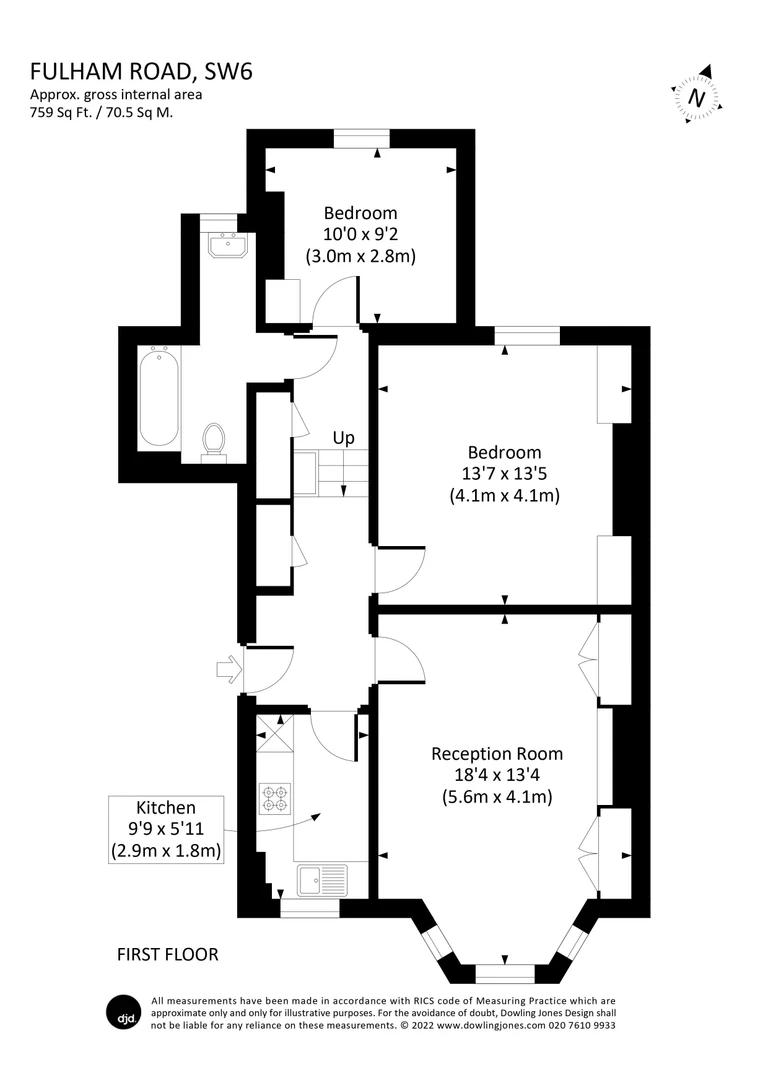 FULHAM ROAD, SW6
Approx. gross internal area
759 Sq Ft. / 70.5 Sq M.
N
Bedroom
10'0 x 9'2
(3.0m x 2.8m)
Up
Bedroom
13'7 x 13'5
(4.1m x 4.1m)
Reception Room
18'4 x 13'4
(5.6m x 4.1m)
Kitchen
9'9 x 5'11
(2.9m x 1.8m)
FIRST FLOOR
djd.
All measurements have been made in accordance with RICS code of Measuring Practice which are
approximate only and only for illustrative purposes. For the avoidance of doubt, Dowling Jones Design shall
not be liable for any reliance on these measurements. © 2022 www.dowlingjones.com 020 7610 9933